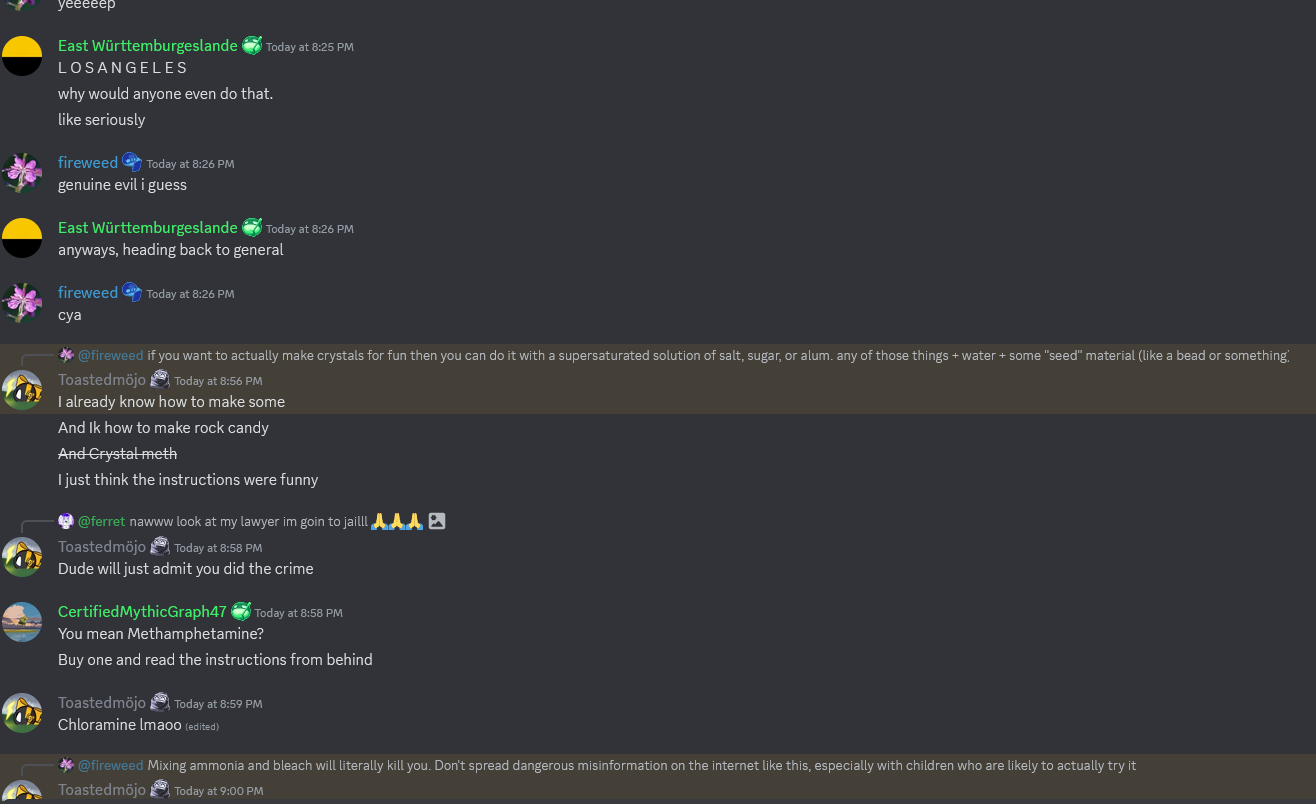 yeeeeep
East Württemburgeslande Today at 8:25 PM
L O S A N G E L E S
why would anyone even do that.
like seriously
fireweed Today at 8:26 PM
genuine evil i guess
East Württemburgeslande Today at 8:26 PM
anyways, heading back to general
fireweed Today at 8:26 PM
cya
@fireweed if you want to actually make crystals for fun then you can do it with a supersaturated solution of salt, sugar, or alum. any of those things + water + some "seed" material (like a bead or something)
Toastedmöjo Today at 8:56 PM
I already know how to make some
And Ik how to make rock candy
And Crystal meth
I just think the instructions were funny
@ferret nawww look at my lawyer im goin to jailll 🙏🙏🙏
Toastedmöjo Today at 8:58 PM
Dude will just admit you did the crime
CertifiedMythicGraph47 Today at 8:58 PM
You mean Methamphetamine?
Buy one and read the instructions from behind
Toastedmöjo Today at 8:59 PM
Chloramine lmaoo (edited)
@fireweed Mixing ammonia and bleach will literally kill you. Don't spread dangerous misinformation on the internet like this, especially with children who are likely to actually try it
Toastedmöjo Today at 9:00 PM